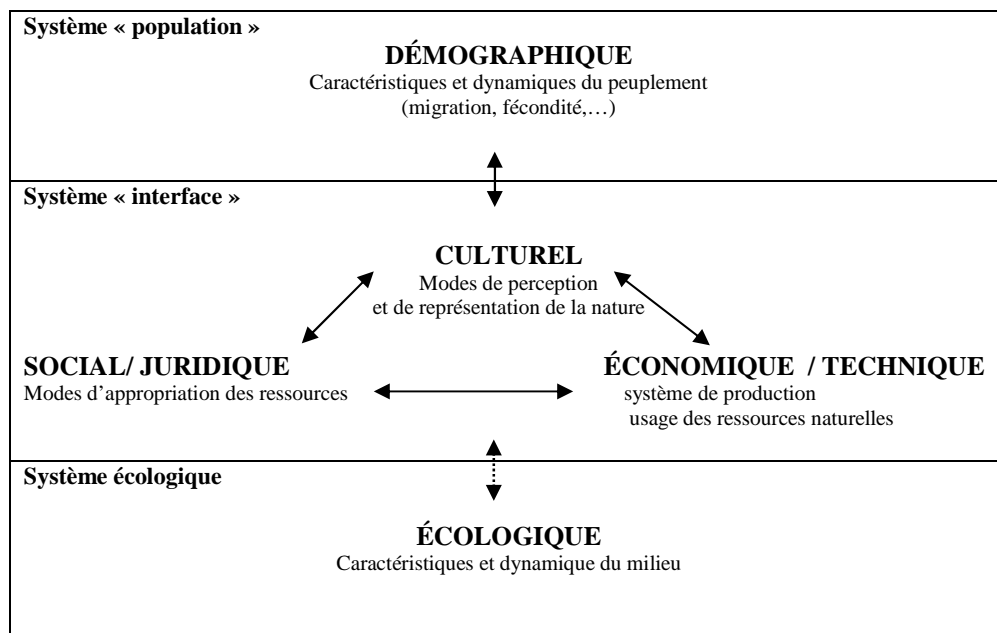 Système « population »
DÉMOGRAPHIQUE
Caractéristiques et dynamiques du peuplement
(migration, fécondité,…)
Système « interface »
CULTUREL
Modes de perception
et de représentation de la nature
SOCIAL/ JURIDIQUE
Modes d’appropriation des ressources
ÉCONOMIQUE / TECHNIQUE
système de production
usage des ressources naturelles
Système écologique
ÉCOLOGIQUE
Caractéristiques et dynamique du milieu